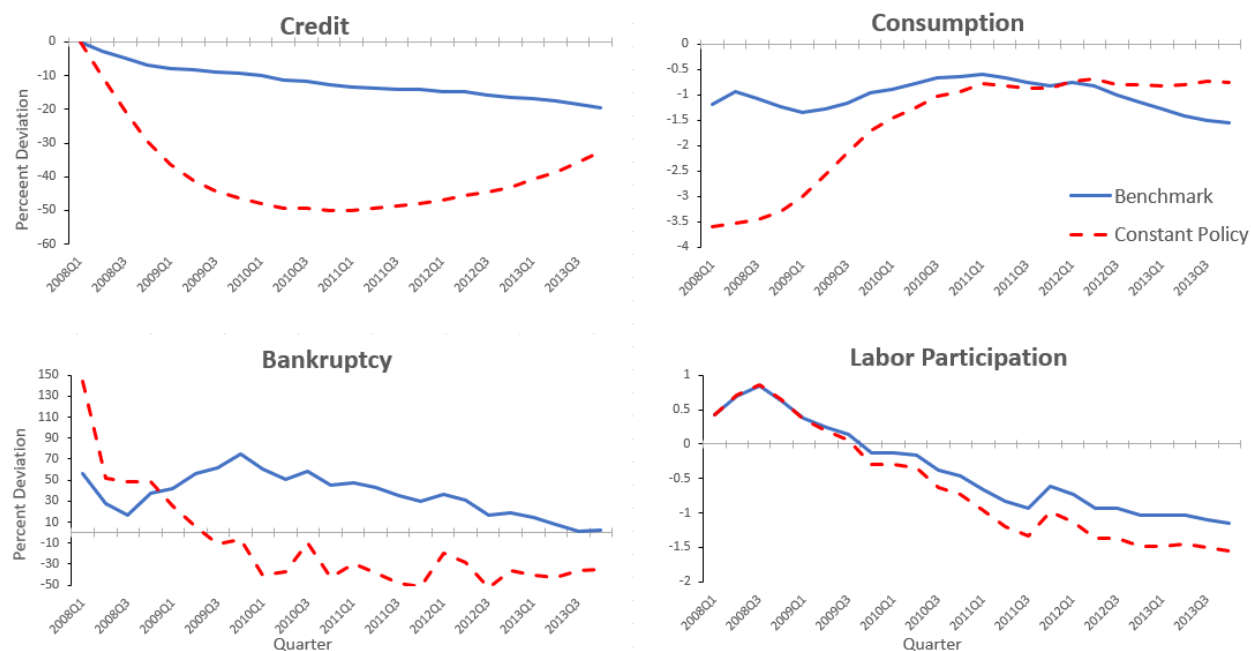 Credit
Perceent Deviation
0
-10
-20
-30
-40
-50
-60
2008Q1
2008Q3
2009Q1
2009Q3
2010Q1
2010Q3
2011Q1
2011Q3
2012Q1
2012Q3
2013Q1
2013Q3
Consumption
0
-0.5
-1
-1.5
-2
-2.5
-3
-3.5
-4
Benchmark
Constant Policy
2008Q1
2008Q3
2009Q1
2009Q3
2010Q1
2010Q3
2011Q1
2011Q3
2012Q1
2012Q3
2013Q1
2013Q3
Bankruptcy
Percent Deviation
150
130
110
90
70
50
30
10
-10
-30
-50
2008Q1
2008Q3
2009Q1
2009Q3
2010Q1
2010Q3
2011Q1
2011Q3
2012Q1
2012Q3
2013Q1
2013Q3
Quarter
Labor Participation
1
0.5
0
-0.5
-1
-1.5
-2
2008Q1
2008Q3
2009Q1
2009Q3
2010Q1
2010Q3
2011Q1
2011Q3
2012Q1
2012Q3
2013Q1
2013Q3
Quarter